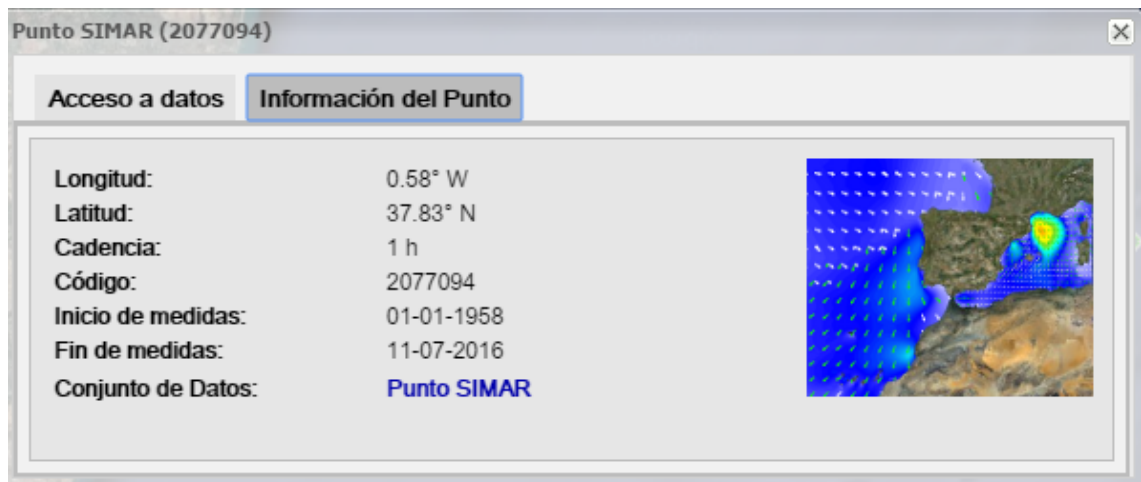 Punto SIMAR (2077094)
Acceso a datos Información del Punto
Longitud: 0.58° W
Latitud: 37.83° N
Cadencia: 1 h
Código: 2077094
Inicio de medidas: 01-01-1958
Fin de medidas: 11-07-2016
Conjunto de Datos: Punto SIMAR